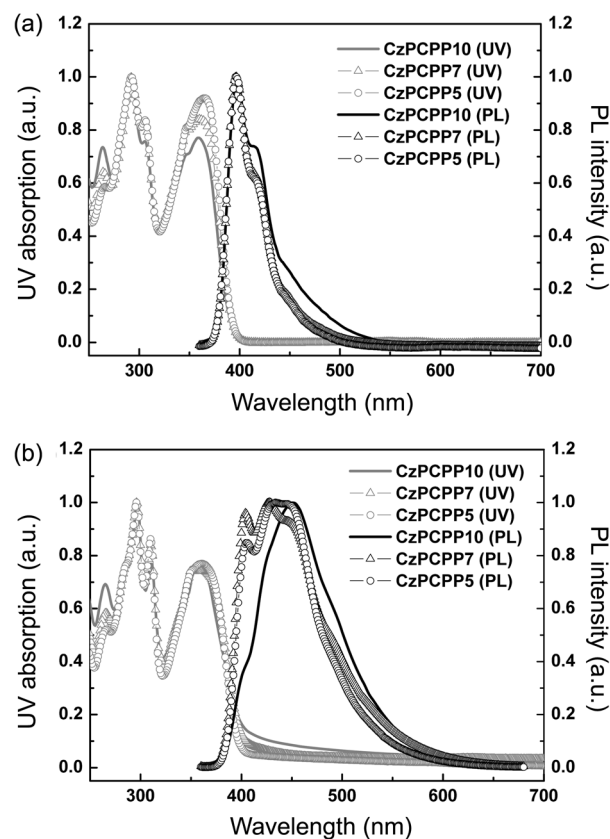 (a)
1.2
1.0
0.8
0.6
0.4
0.2
0.0
UV absorption (a.u.)
CzPCPP10 (UV)
CzPCPP7 (UV)
CzPCPP5 (UV)
CzPCPP10 (PL)
CzPCPP7 (PL)
CzPCPP5 (PL)
1.2
1.0
0.8
0.6
0.4
0.2
0.0
PL intensity (a.u.)
300 400 500 600 700
Wavelength (nm)
(b)
1.2
1.0
0.8
0.6
0.4
0.2
0.0
UV absorption (a.u.)
CzPCPP10 (UV)
CzPCPP7 (UV)
CzPCPP5 (UV)
CzPCPP10 (PL)
CzPCPP7 (PL)
CzPCPP5 (PL)
1.2
1.0
0.8
0.6
0.4
0.2
0.0
PL intensity (a.u.)
300 400 500 600 700
Wavelength (nm)